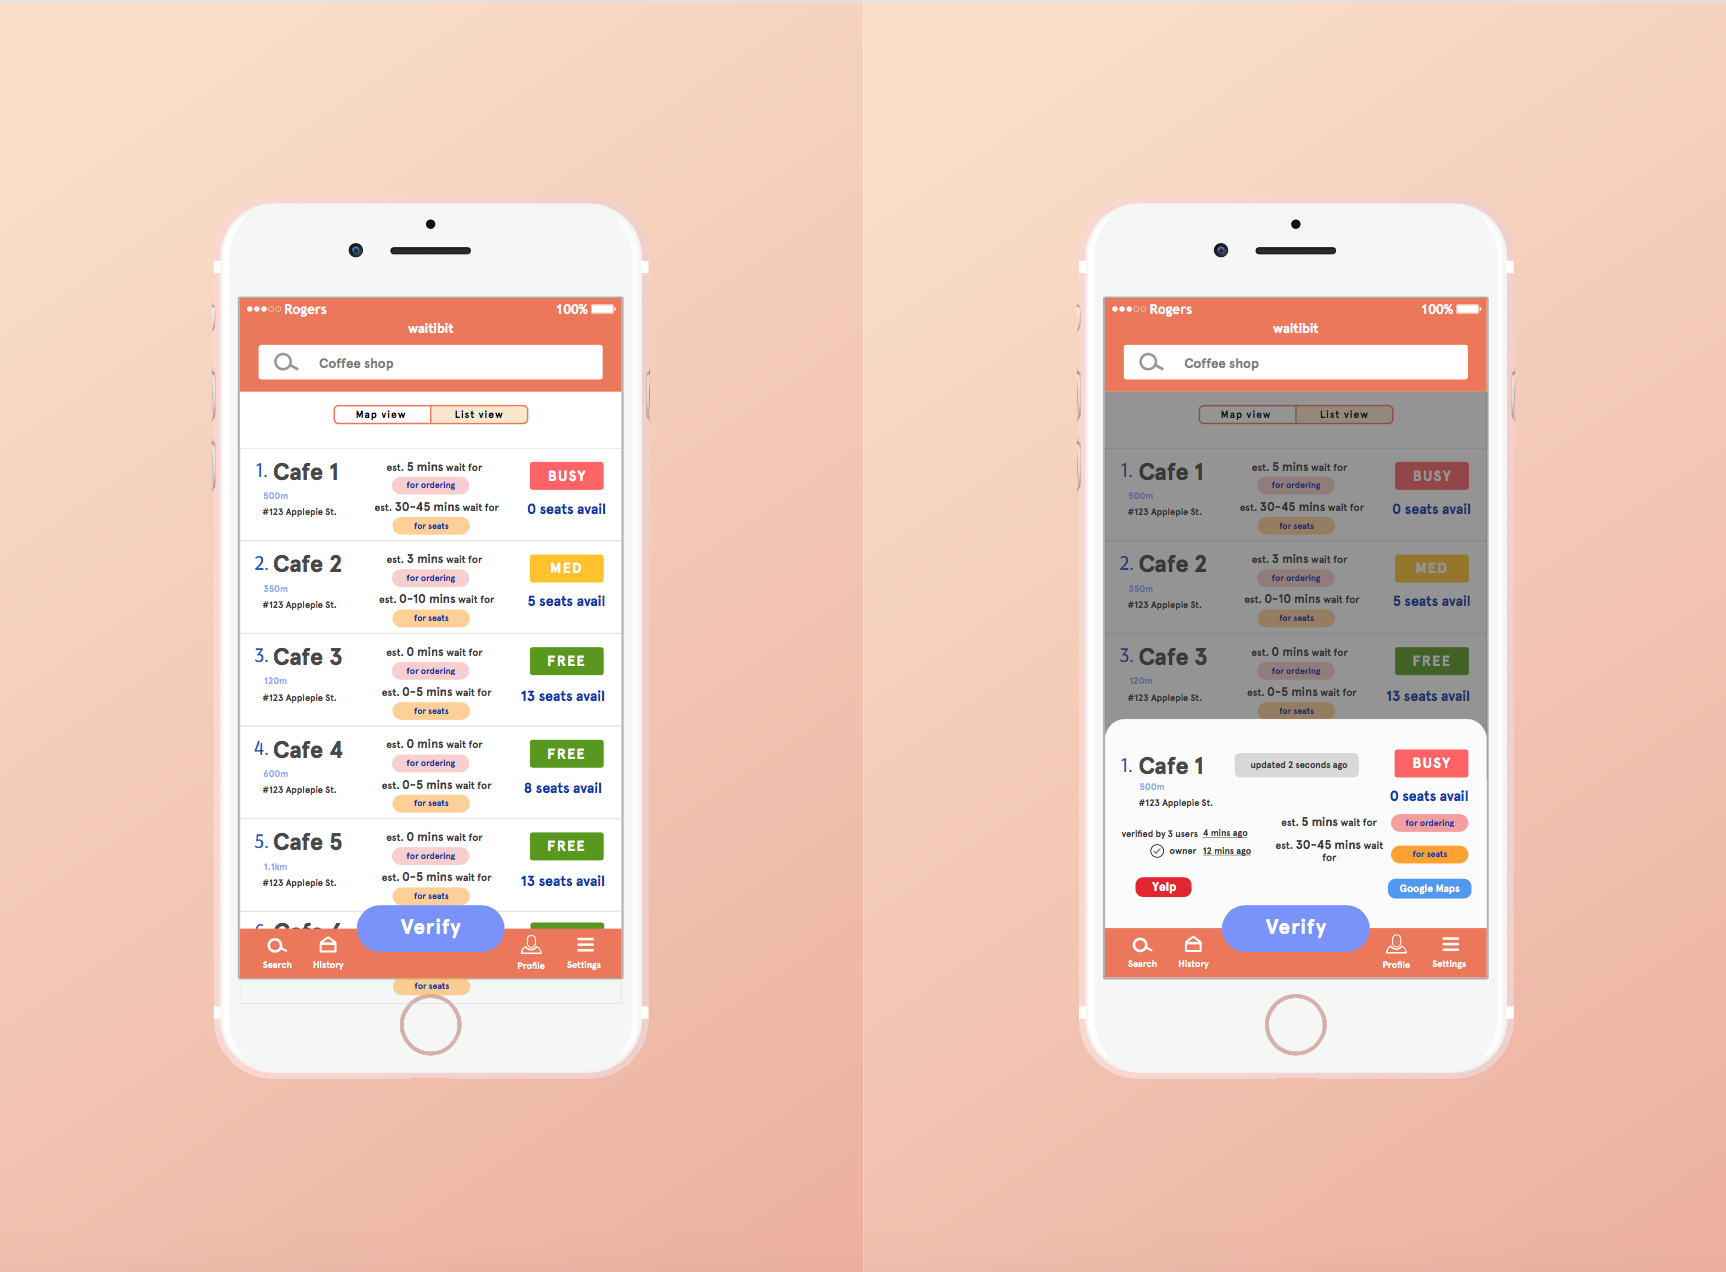 Rogers 100%
waitibit
Coffee shop
Map view List view
1. Cafe 1 est. 5 mins wait for BUSY
500m for ordering
#123 Applepie St. est. 30-45 mins wait for 0 seats avail
for seats
2. Cafe 2 est. 3 mins wait for MED
350m for ordering
#123 Applepie St. est. 0-10 mins wait for 5 seats avail
for seats
3. Cafe 3 est. 0 mins wait for FREE
120m for ordering
#123 Applepie St. est. 0-5 mins wait for 13 seats avail
for seats
4. Cafe 4 est. 0 mins wait for FREE
600m for ordering
#123 Applepie St. est. 0-5 mins wait for 8 seats avail
for seats
5. Cafe 5 est. 0 mins wait for FREE
1.1km for ordering
#123 Applepie St. est. 0-5 mins wait for 13 seats avail
for seats
Verify
Search History Profile Settings
for seats
Rogers 100%
waitibit
Coffee shop
Map view List view
1. Cafe 1 est. 5 mins wait for BUSY
500m for ordering
#123 Applepie St. est. 30-45 mins wait for 0 seats avail
for seats
2. Cafe 2 est. 3 mins wait for MED
350m for ordering
#123 Applepie St. est. 0-10 mins wait for 5 seats avail
for seats
3. Cafe 3 est. 0 mins wait for FREE
120m for ordering
#123 Applepie St. est. 0-5 mins wait for 13 seats avail
for seats
1. Cafe 1 updated 2 seconds ago BUSY
500m
#123 Applepie St. 0 seats avail
est. 5 mins wait for for ordering
verified by 3 users 4 mins ago
owner 12 mins ago
est. 30-45 mins wait
for
for seats
Yelp Google Maps
Verify
Search History Profile Settings